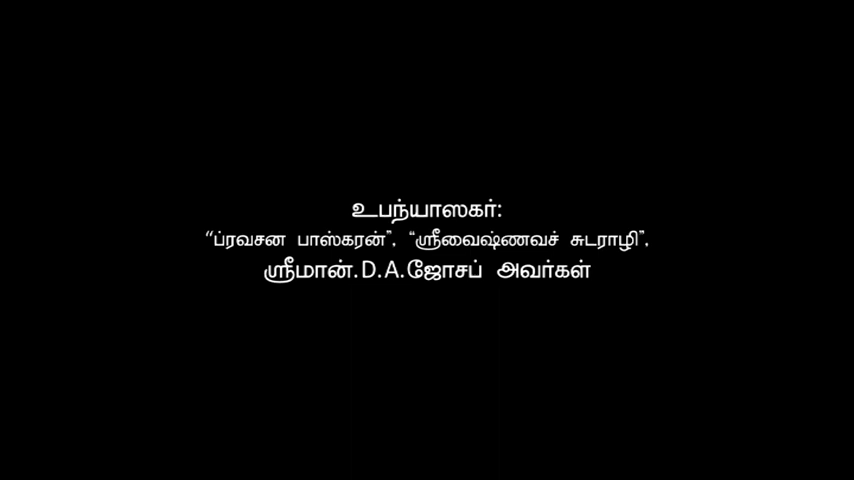 உபந்யாஸகர்:
“ப்ரவசன பாஸ்கரன்”, “ஸ்ரீவைஷ்ணவச் சுடராழி”,
ஸ்ரீமான்.D.A.ஜோசப் அவர்கள்